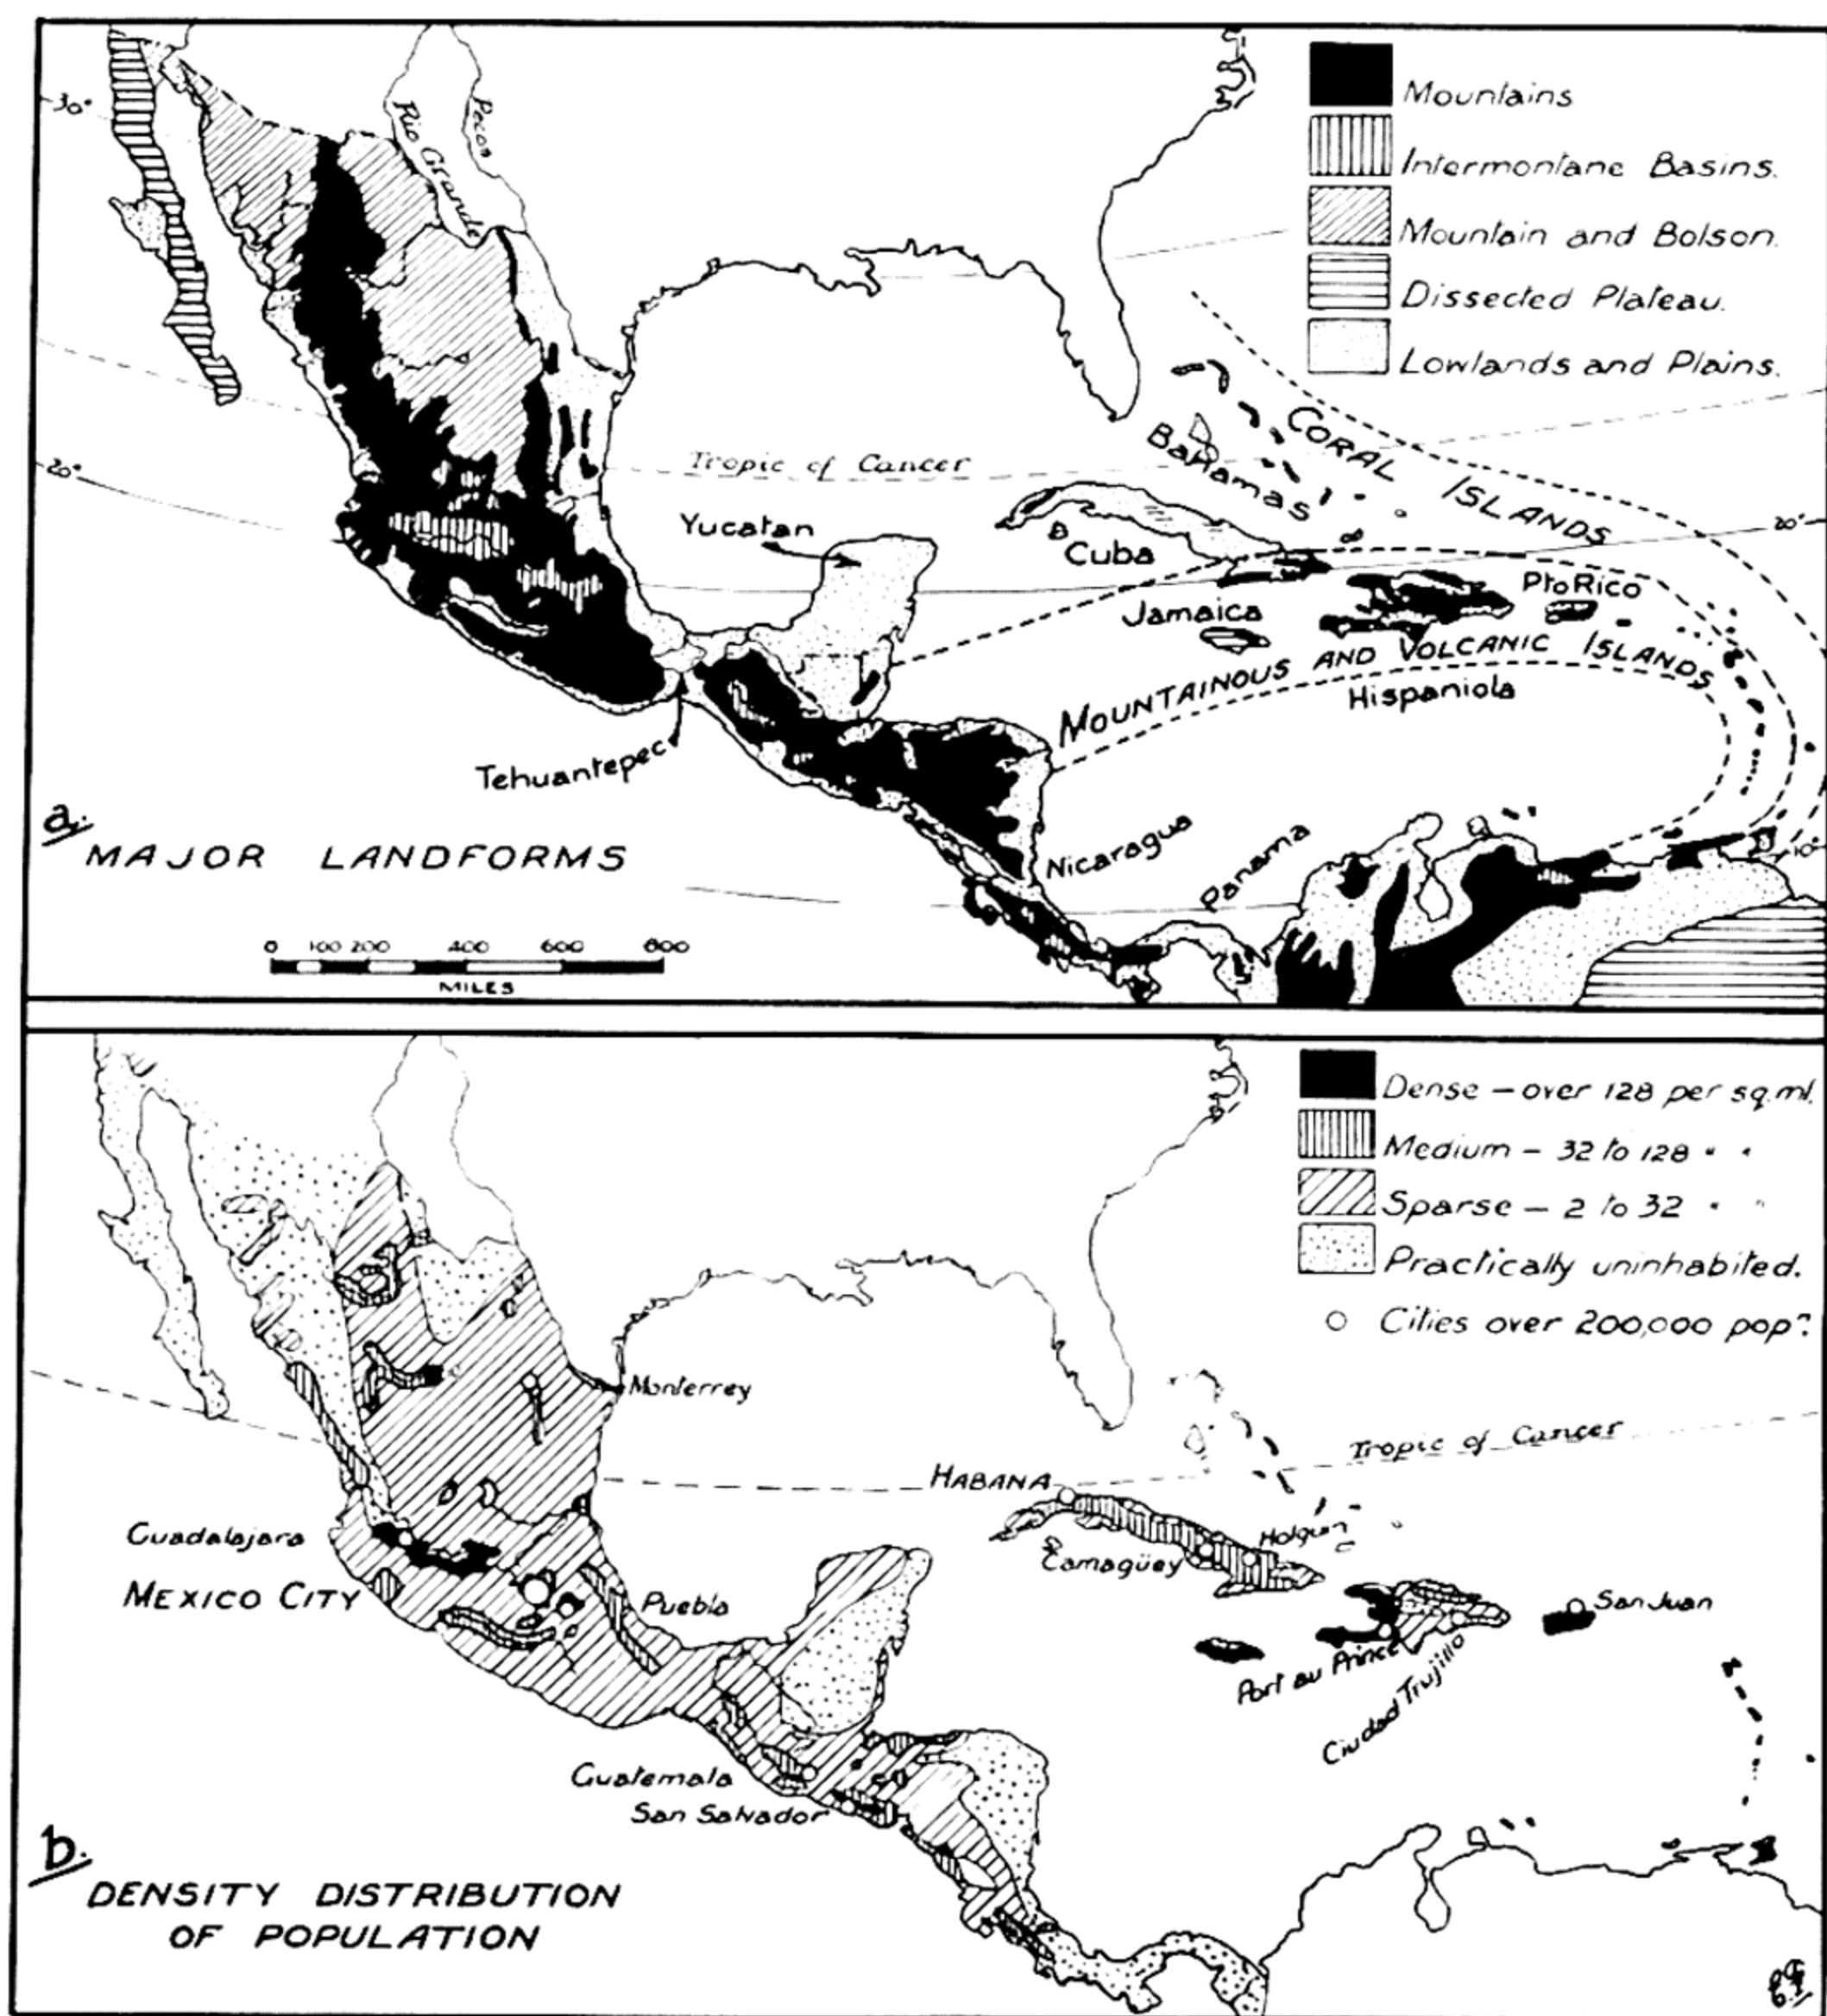 Mountains
Intermontane Basins.
Mountain and Bolson.
Dissected Plateau.
Lowlands and Plains.
30°
Rio Grande
Pecos
20°
Tropic of Cancer
Bahamas
CORAL ISLANDS
20°
Yucatan
Cuba
Pto Rico
Jamaica
MOUNTAINOUS AND VOLCANIC ISLANDS
Hispaniola
Tehuantepec
Nicaragua
Panama
10°
a.
MAJOR LANDFORMS
0 100 200 400 600 800
MILES
Dense – over 128 per sq.ml.
Medium – 32 to 128 " "
Sparse – 2 to 32 " "
Practically uninhabited.
Cities over 200,000 popn.
Monterrey
Tropic of Cancer
HABANA
Holguin
Camagüey
Guadalajara
MEXICO CITY
Puebla
San Juan
Port au Prince
Ciudad Trujillo
Guatemala
San Salvador
b.
DENSITY DISTRIBUTION
OF POPULATION